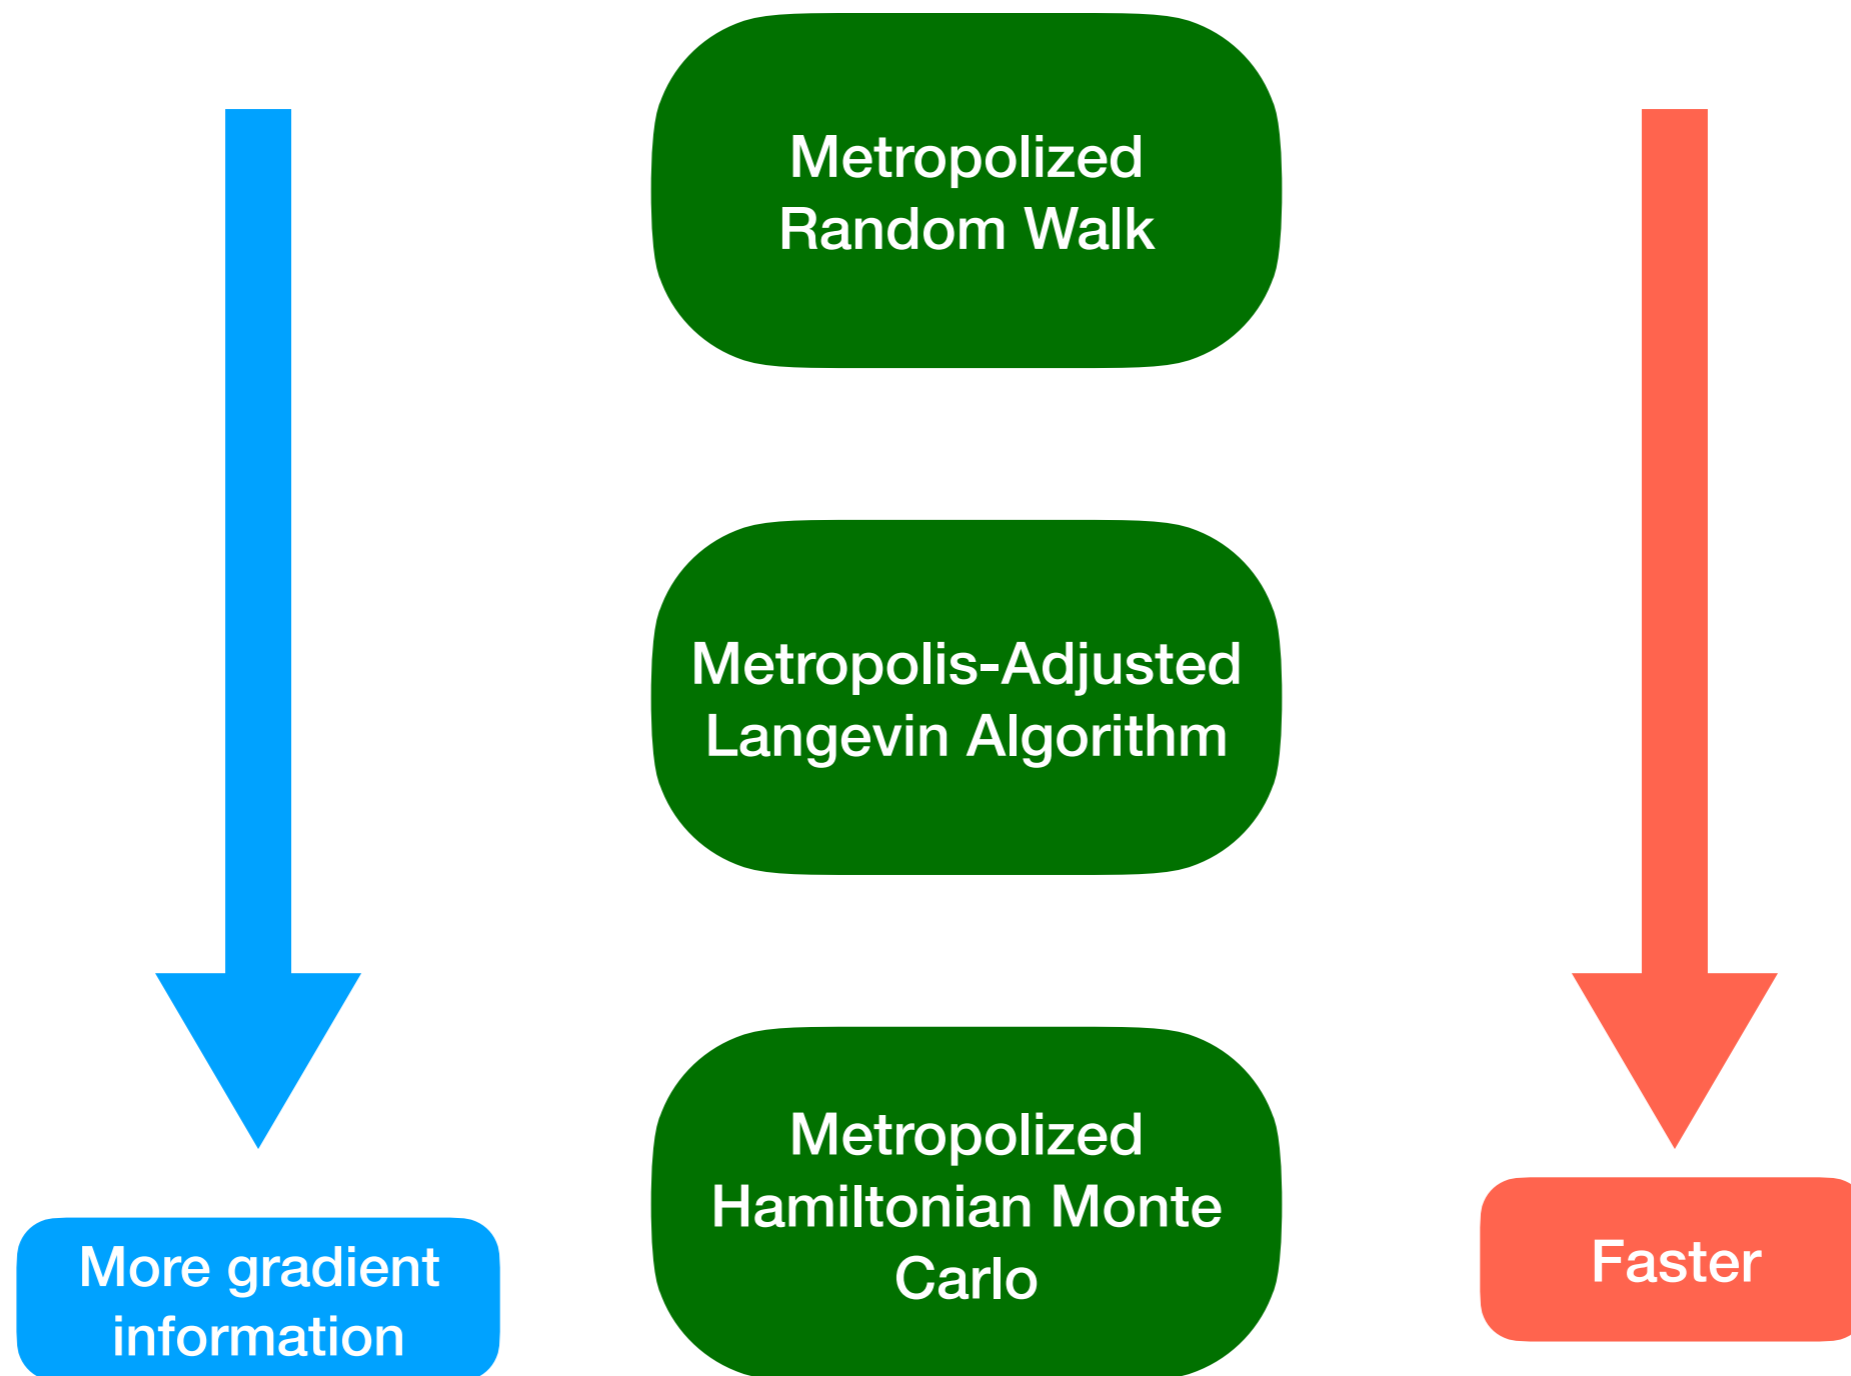 Metropolized
Random Walk
Metropolis-Adjusted
Langevin Algorithm
Metropolized
Hamiltonian Monte
Carlo
More gradient
information
Faster